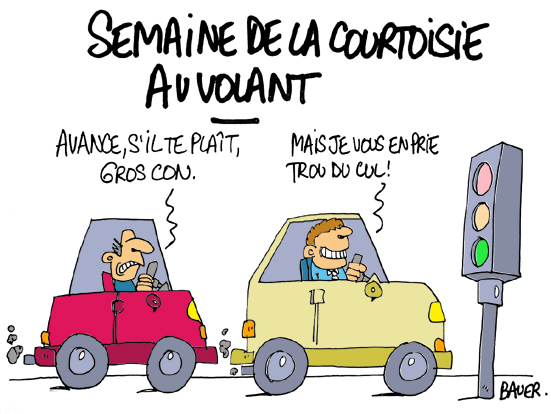 SEMAINE DE LA COURTOISIE
AU VOLANT
AVANCE, S'IL TE PLAÎT,
GROS CON.
MAIS JE VOUS EN PRIE
TROU DU CUL!
BAUER.